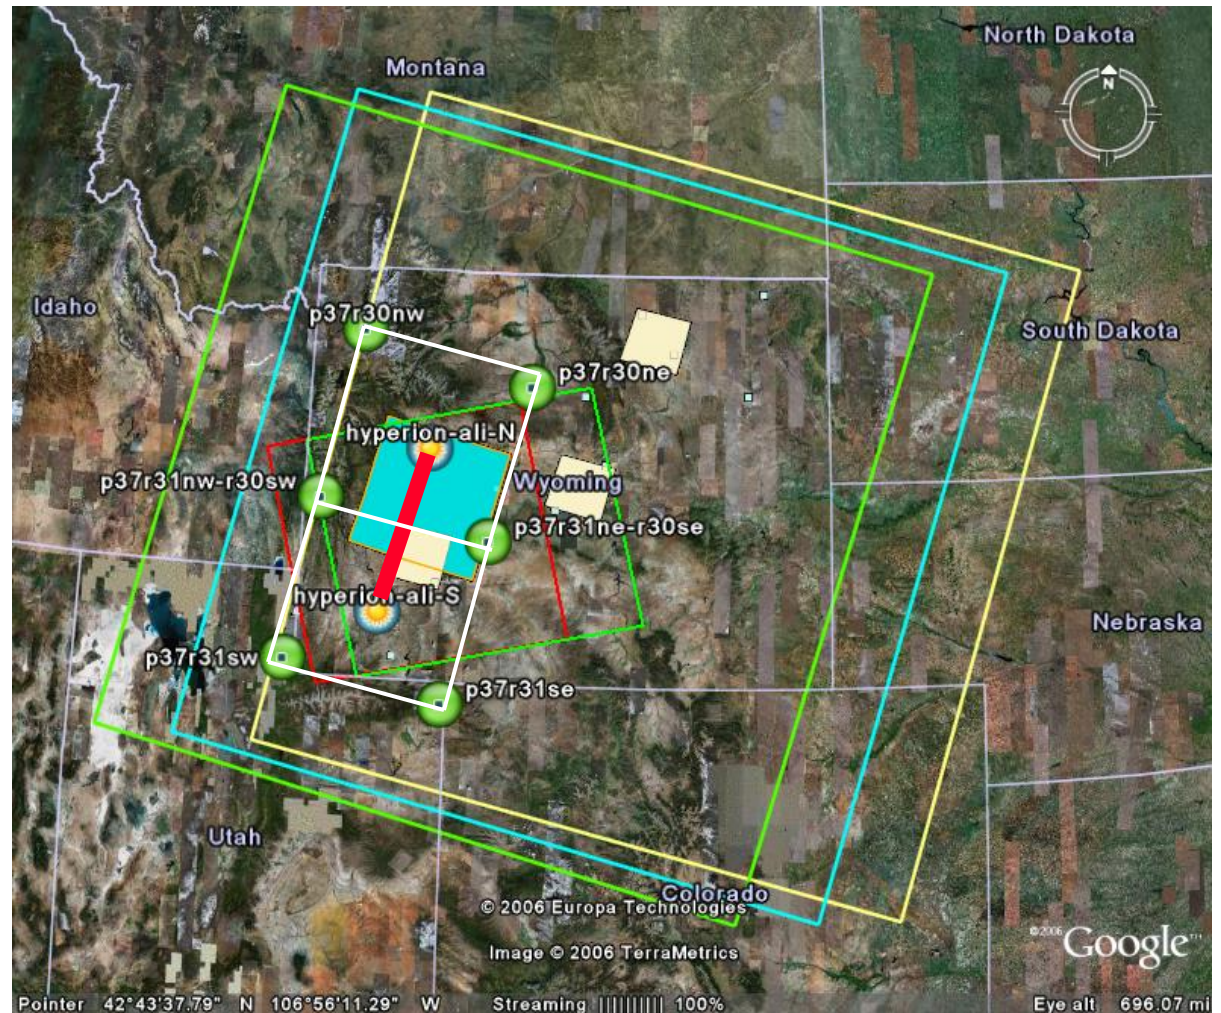 North Dakota
Montana
N
Idaho
p37r30nw
South Dakota
p37r30ne
hyperion-ali-N
p37r31nw-r30sw
Wyoming
p37r31ne-r30se
hyperion-ali-S
Nebraska
p37r31sw
p37r31se
Utah
Colorado
© 2006 Europa Technologies
©2006 Google™
Image © 2006 TerraMetrics
Pointer 42°43'37.79" N 106°56'11.29" W Streaming |||||||||| 100% Eye alt 696.07 mi